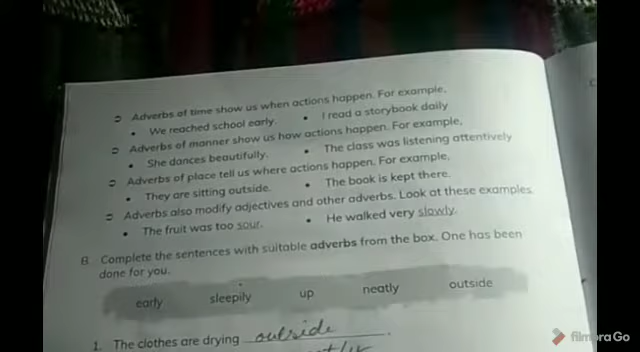 Adverbs of time show us when actions happen. For example,
• We reached school early. • I read a storybook daily
Adverbs of manner show us how actions happen. For example,
• She dances beautifully. • The class was listening attentively
Adverbs of place tell us where actions happen. For example,
• They are sitting outside. • The book is kept there.
Adverbs also modify adjectives and other adverbs. Look at these examples
• The fruit was too sour. • He walked very slowly.
B. Complete the sentences with suitable adverbs from the box. One has been
done for you.
early sleepily up neatly outside
1. The clothes are drying outside.
filmora Go